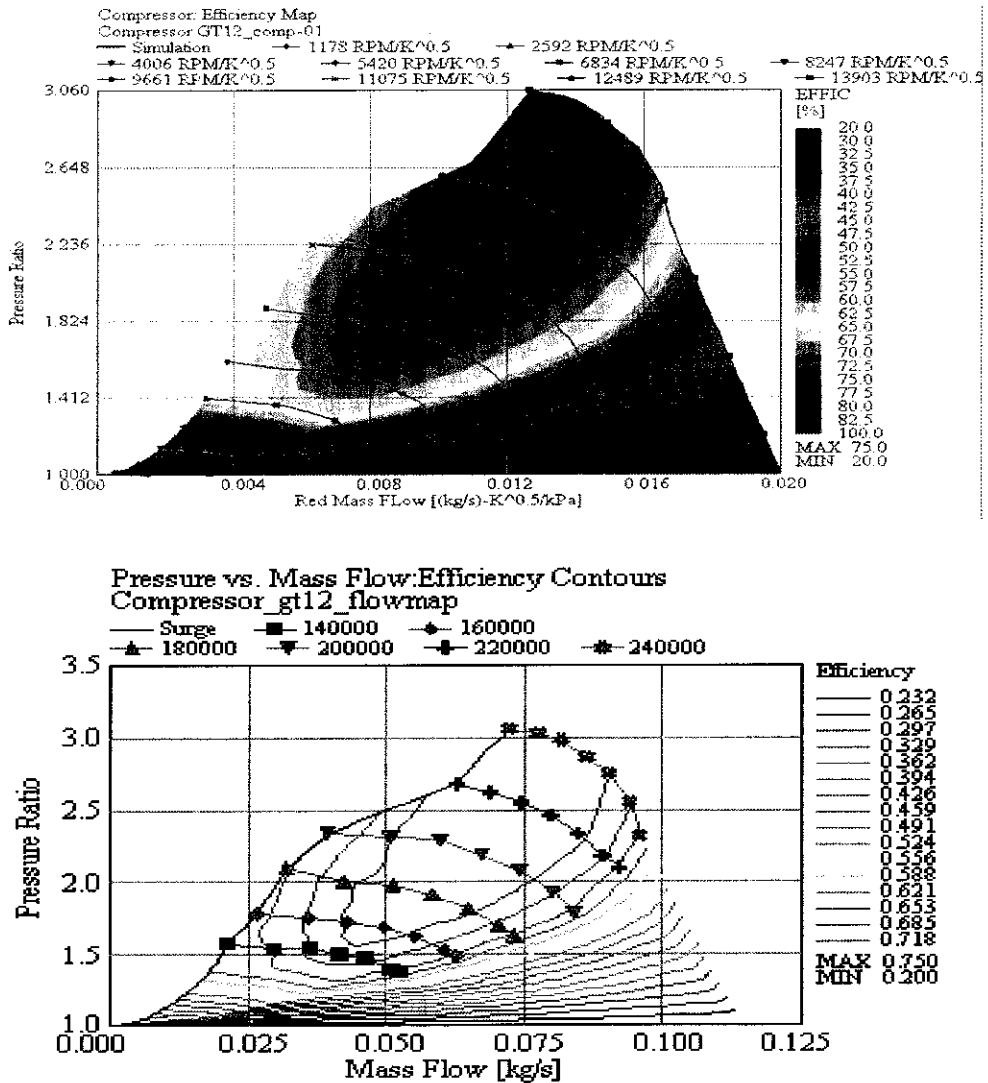 Compressor: Efficiency Map
Compressor GT12_comp-01
Simulation 1178 RPM/K^0.5 2592 RPM/K^0.5
4006 RPM/K^0.5 5420 RPM/K^0.5 6834 RPM/K^0.5 8247 RPM/K^0.5
9661 RPM/K^0.5 11075 RPM/K^0.5 12489 RPM/K^0.5 13903 RPM/K^0.5
EFFIC
[%]
20.0
30.0
32.5
35.0
37.5
40.0
42.5
45.0
47.5
50.0
52.5
55.0
57.5
60.0
62.5
65.0
67.5
70.0
72.5
75.0
77.5
80.0
82.5
100.0
MAX 75.0
MIN 20.0
Pressure Ratio
3.060
2.648
2.236
1.824
1.412
1.000
0.000 0.004 0.008 0.012 0.016 0.020
Red Mass FLow [(kg/s)-K^0.5/kPa]
Pressure vs. Mass Flow:Efficiency Contours
Compressor_gt12_flowmap
Surge 140000 160000
180000 200000 220000 240000
Efficiency
0.232
0.265
0.297
0.329
0.362
0.394
0.426
0.459
0.491
0.524
0.556
0.588
0.621
0.653
0.685
0.718
MAX 0.750
MIN 0.200
Pressure Ratio
3.5
3.0
2.5
2.0
1.5
1.0
0.000 0.025 0.050 0.075 0.100 0.125
Mass Flow [kg/s]